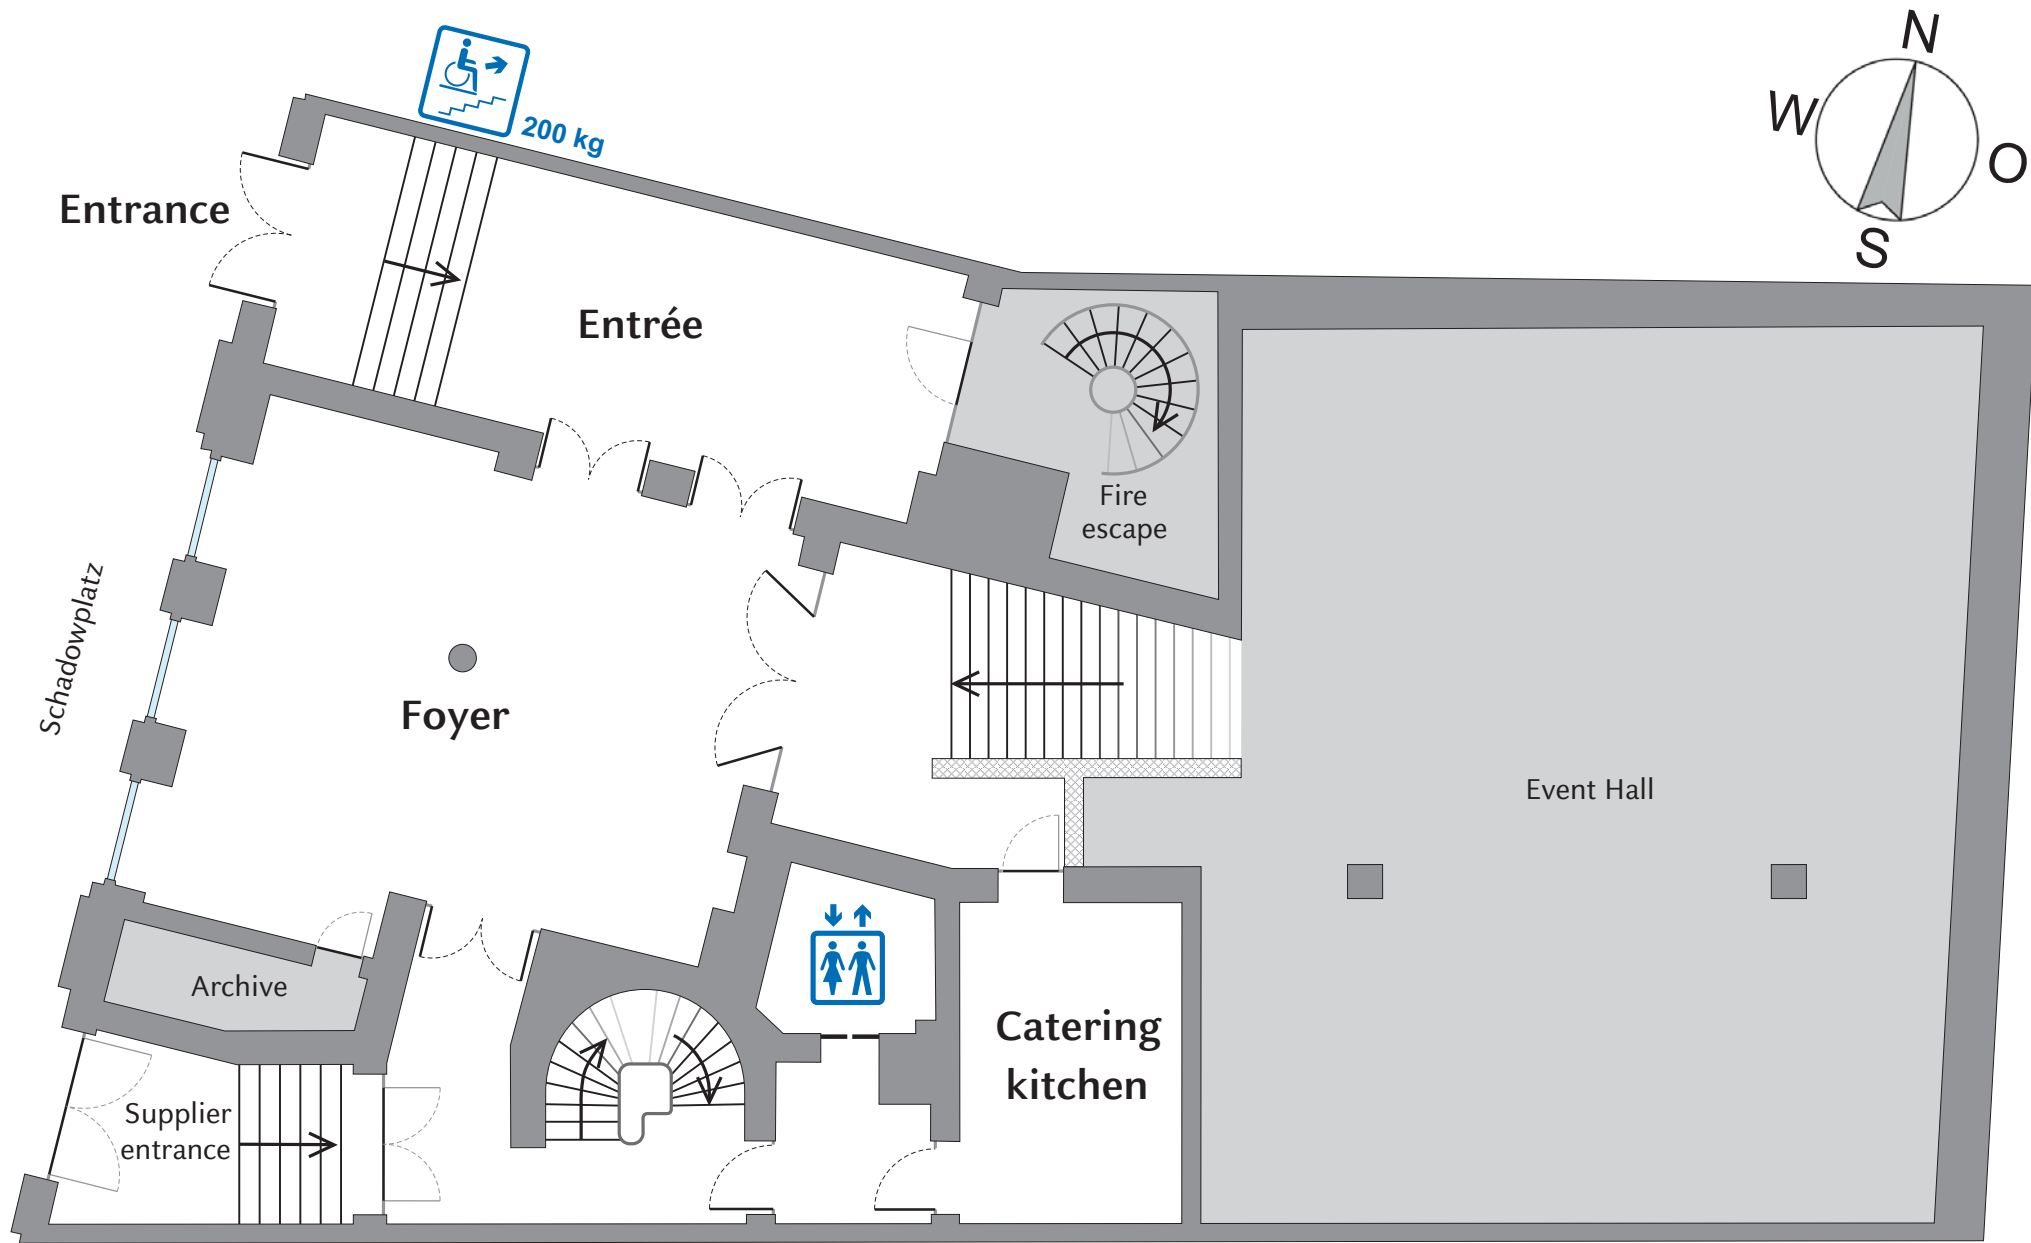 N
W
O
S
200 kg
Entrance
Entrée
Fire
escape
Schadowplatz
Foyer
Event Hall
Archive
Catering
kitchen
Supplier
entrance